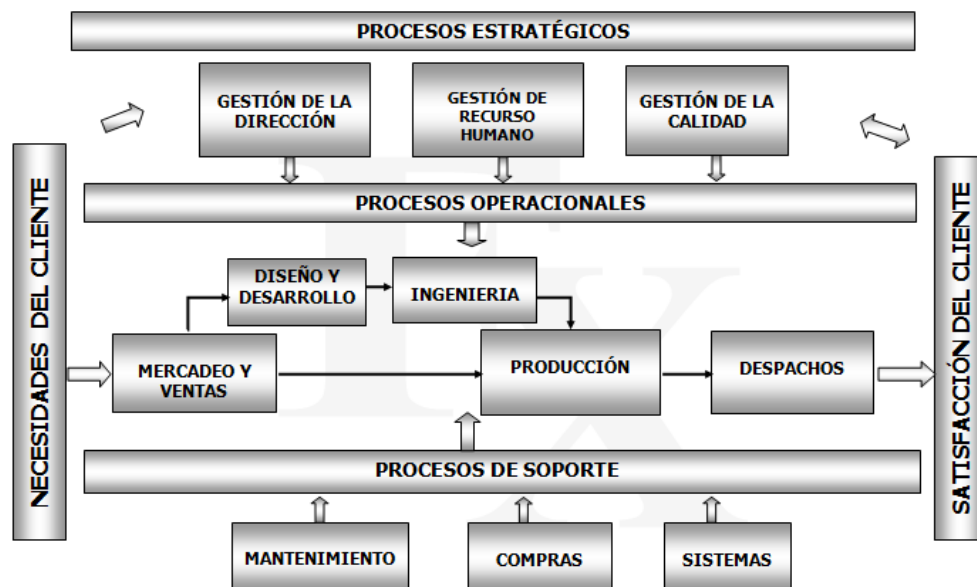 PROCESOS ESTRATÉGICOS
GESTIÓN DE LA
DIRECCIÓN
GESTIÓN DE
RECURSO
HUMANO
GESTIÓN DE LA
CALIDAD
NECESIDADES DEL CLIENTE
PROCESOS OPERACIONALES
DISEÑO Y
DESARROLLO
INGENIERIA
MERCADEO Y
VENTAS
PRODUCCIÓN
DESPACHOS
SATISFACCIÓN DEL CLIENTE
PROCESOS DE SOPORTE
MANTENIMIENTO
COMPRAS
SISTEMAS